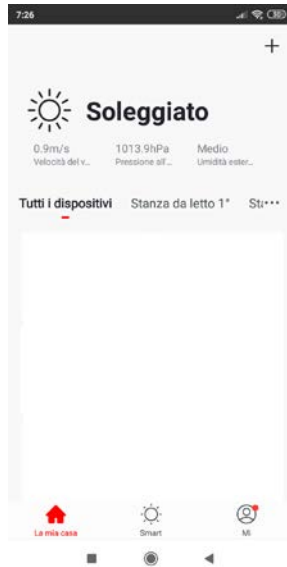 7:26
Soleggiato
0.9m/s 1013.9hPa Medio
Velocità del v... Pressione all'... Umidità ester...
Tutti i dispositivi Stanza da letto 1° Sta
La mia casa Smart Mi